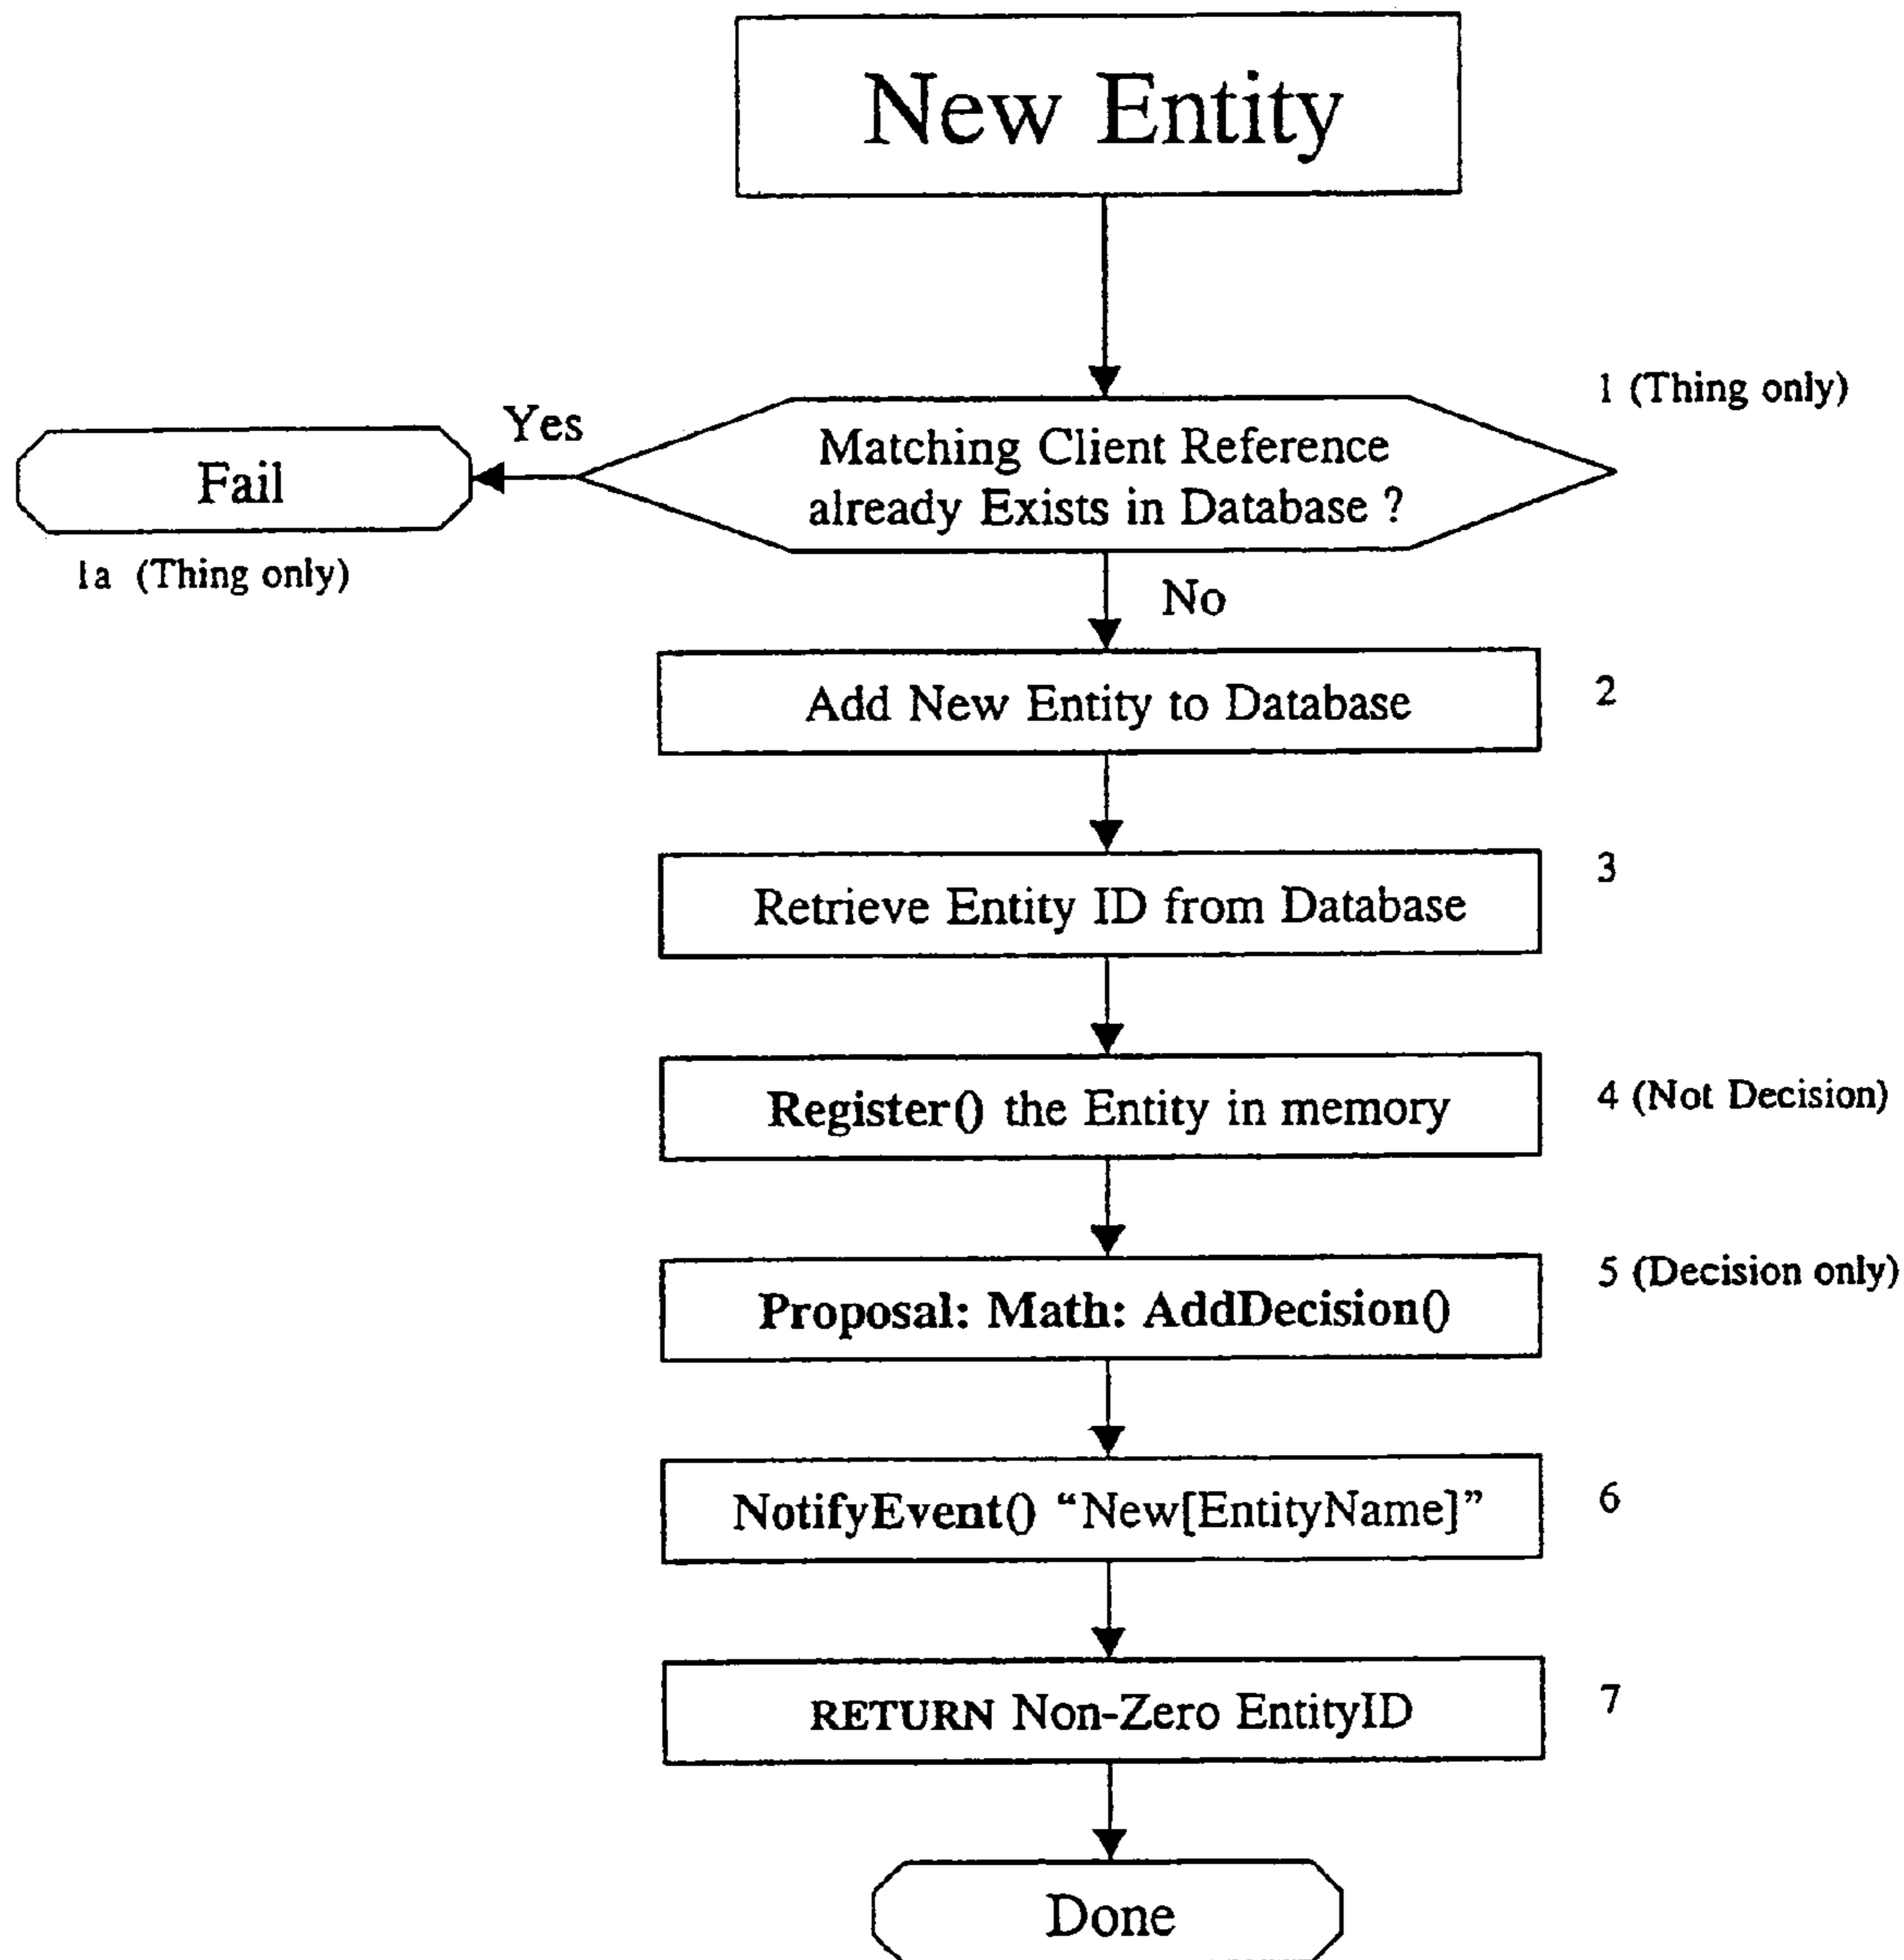 New Entity
1 (Thing only)
Yes
Matching Client Reference
already Exists in Database ?
Fail
1a (Thing only)
No
Add New Entity to Database
2
Retrieve Entity ID from Database
3
Register() the Entity in memory
4 (Not Decision)
Proposal: Math: AddDecision()
5 (Decision only)
NotifyEvent() “New[EntityName]”
6
RETURN Non-Zero EntityID
7
Done